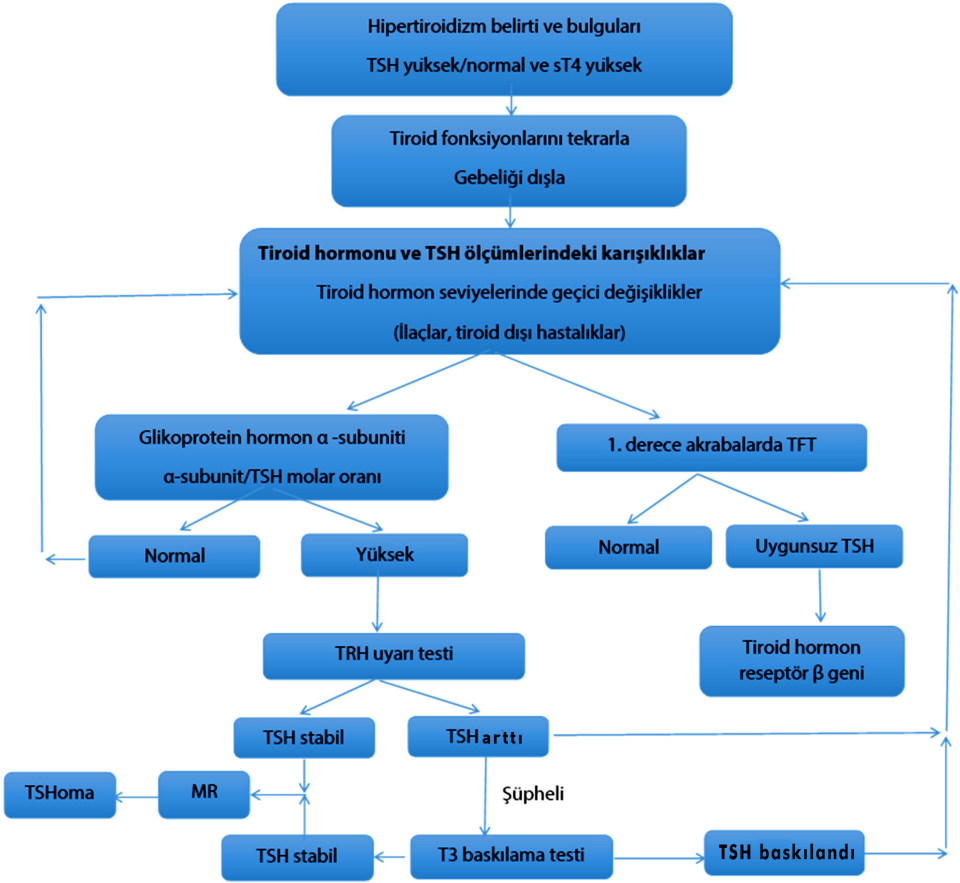 Hipertiroidizm belirti ve bulguları
TSH yüksek/normal ve sT4 yüksek
Tiroid fonksiyonlarını tekrarla
Gebeliği dışla
Tiroid hormonu ve TSH ölçümlerindeki karışıklıklar
Tiroid hormon seviyelerinde geçici değişiklikler
(İlaçlar, tiroid dışı hastalıklar)
Glikoprotein hormon α -subuniti
α-subunit/TSH molar oranı
1. derece akrabalarda TFT
Normal
Yüksek
Normal
Uygunsuz TSH
TRH uyarı testi
Tiroid hormon
reseptör β geni
TSH stabil
TSH arttı
TSHoma
MR
Şüpheli
TSH stabil
T3 baskılama testi
TSH baskılandı